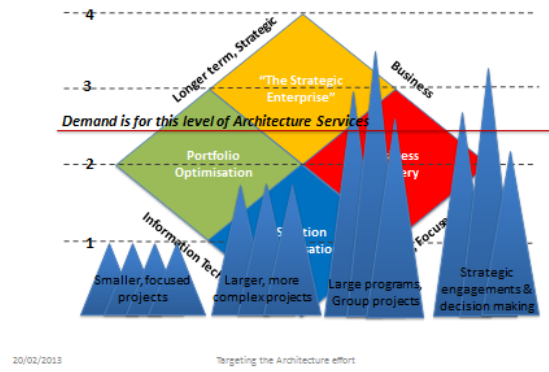 4
Longer term, Strategic
"The Strategic
Enterprise"
Business
3
Demand is for this level of Architecture Services
2
Portfolio
Optimisation
1
Information
Smaller, focused
projects
Larger, more
complex projects
Large programs,
Group projects
Strategic
engagements &
decision making
20/02/2013
Targeting the Architecture effort